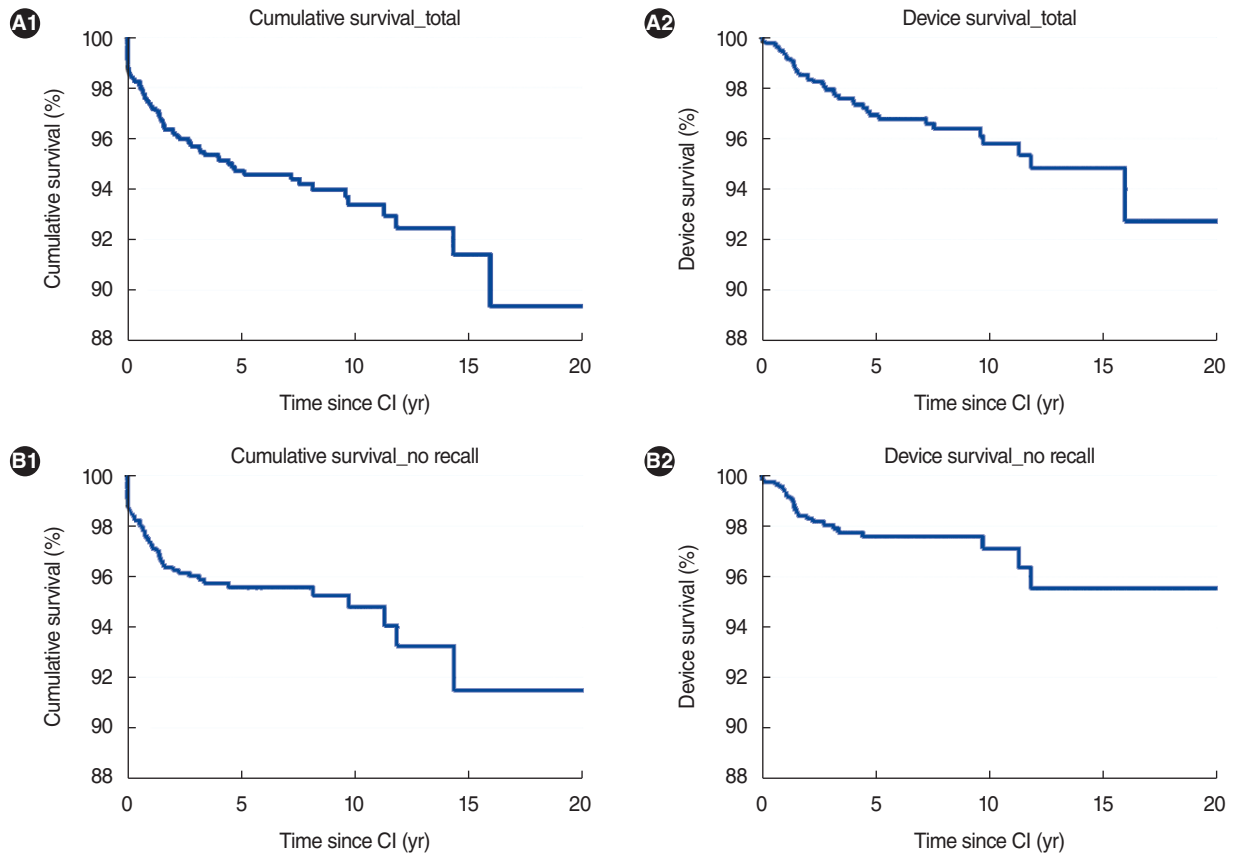 A1
Cumulative survival_total
Cumulative survival (%)
100
98
96
94
92
90
88
0 5 10 15 20
Time since CI (yr)
A2
Device survival_total
Device survival (%)
100
98
96
94
92
90
88
0 5 10 15 20
Time since CI (yr)
B1
Cumulative survival_no recall
Cumulative survival (%)
100
98
96
94
92
90
88
0 5 10 15 20
Time since CI (yr)
B2
Device survival_no recall
Device survival (%)
100
98
96
94
92
90
88
0 5 10 15 20
Time since CI (yr)